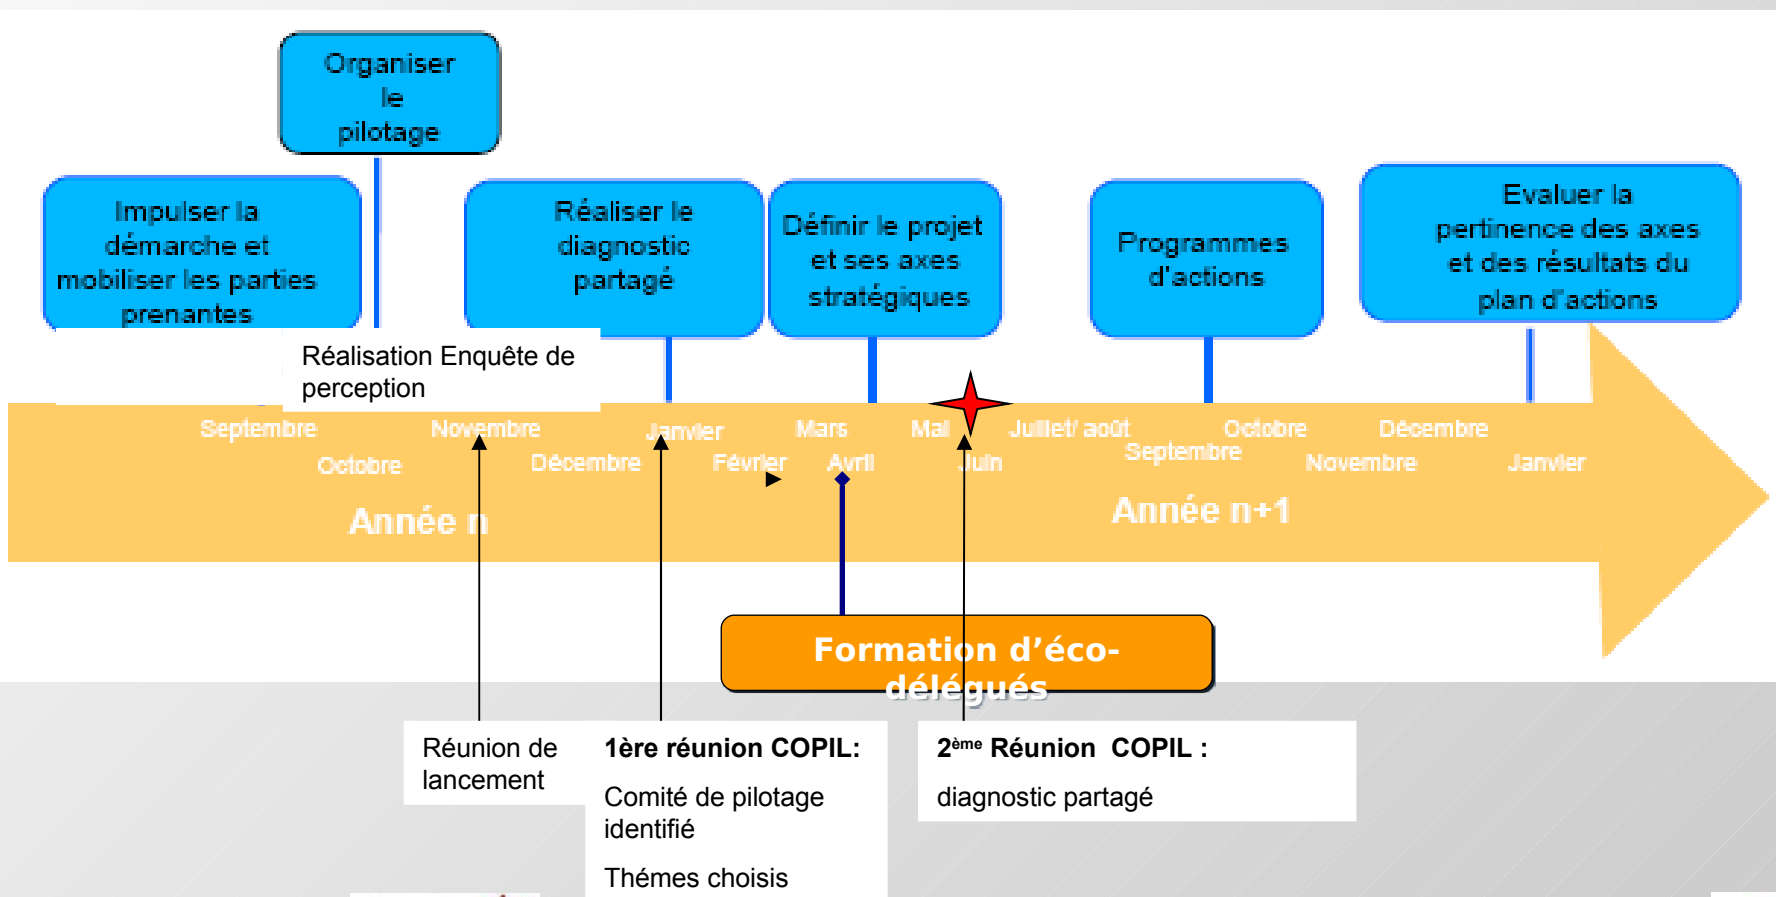 Organiser
le
pilotage
Impulser la
démarche et
mobiliser les parties
prenantes
Réaliser le
diagnostic
partagé
Définir le projet
et ses axes
stratégiques
Programmes
d'actions
Evaluer la
pertinence des axes
et des résultats du
plan d'actions
Réalisation Enquête de
perception
Septembre
Octobre
Novembre
Décembre
Janvier
Février
Mars
Avril
Mai
Juin
Juillet/ août
Septembre
Octobre
Novembre
Décembre
Janvier
Année n
Année n+1
Formation d’éco-
délégués
Réunion de
lancement
1ère réunion COPIL:
Comité de pilotage
identifié
Thémes choisis
2ème Réunion  COPIL :
diagnostic partagé